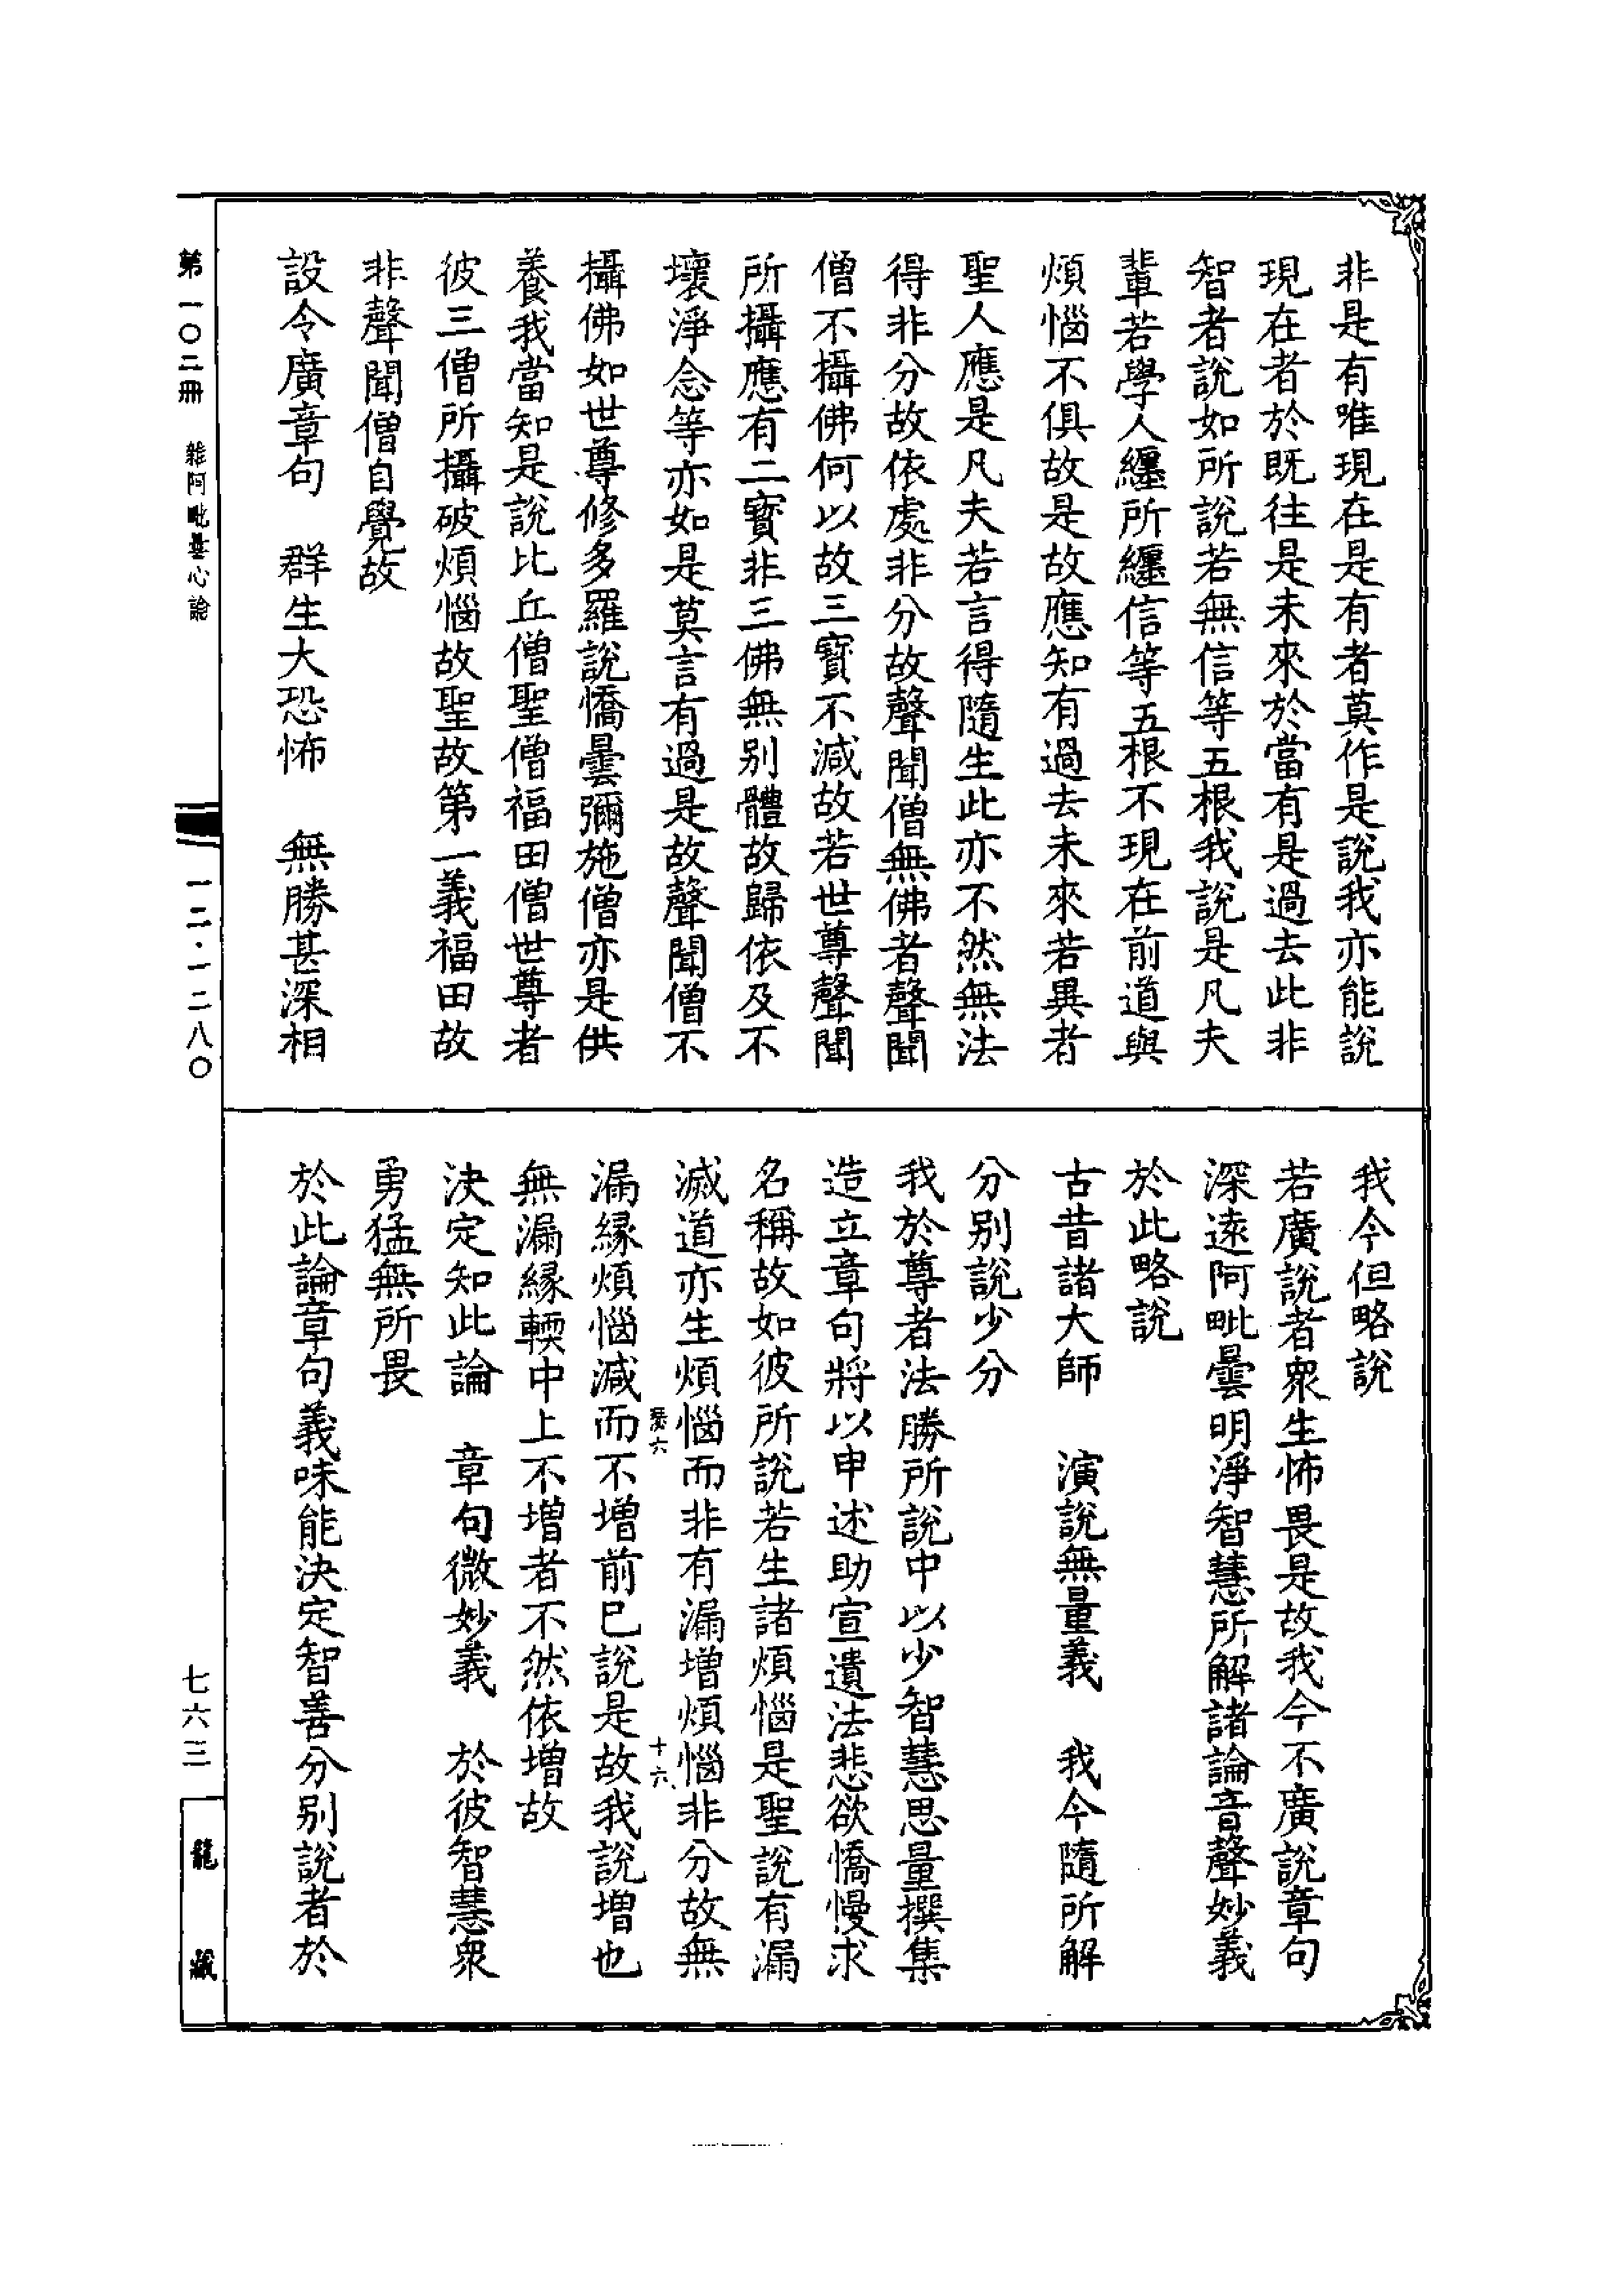 非是有唯現在是有者莫作是說我亦能說
現在者於既往是未來於當有是過去此非
智者說如所說若無信等五根我說是凡夫
輩若學人纏所纏信等五根不現在前道與
煩惱不俱故是故應知有過去未來若異者
聖人應是凡夫若言得隨生此亦不然無法
得非分故依處非分故聲聞僧無佛者聲聞
僧不攝佛何以故三寶不減故若世尊聲聞
所攝應有二寳非三佛無別體故歸依及不
壞淨念等亦如是莫言有過是故聲聞僧不
攝佛如世尊修多羅說憍曇彌施僧亦是供
養我當知是說比丘僧聖僧福田僧世尊者
彼三僧所攝破煩惱故聖故第一義福田故
非聲聞僧自覺故
設令廣章句　群生大恐怖　無勝甚深相
我今但略說
若廣說者衆生怖畏是故我今不廣說章句
深遠阿毗曇明淨智慧所解諸論音聲妙義
於此略說
古昔諸大師　演說無量義　我今隨所解
分別說少分
我於尊者法勝所說中以少智慧思量撰集
造立章句將以申述助宣遺法悲欲憍慢求
名稱故如彼所說若生諸煩惱是聖說有漏
滅道亦生煩惱而非有漏增煩惱非分故無
十六
漏緣煩惱減而不增前已說是故我說增也
無漏緣輭中上不增者不然依增故
決定知此論　章句微妙義　於彼智慧衆
勇猛無所畏
於此論章句義味能決定智善分別說者於
第一〇二冊　雜阿毗曇心論
一二·一二八〇
七六三
龍藏